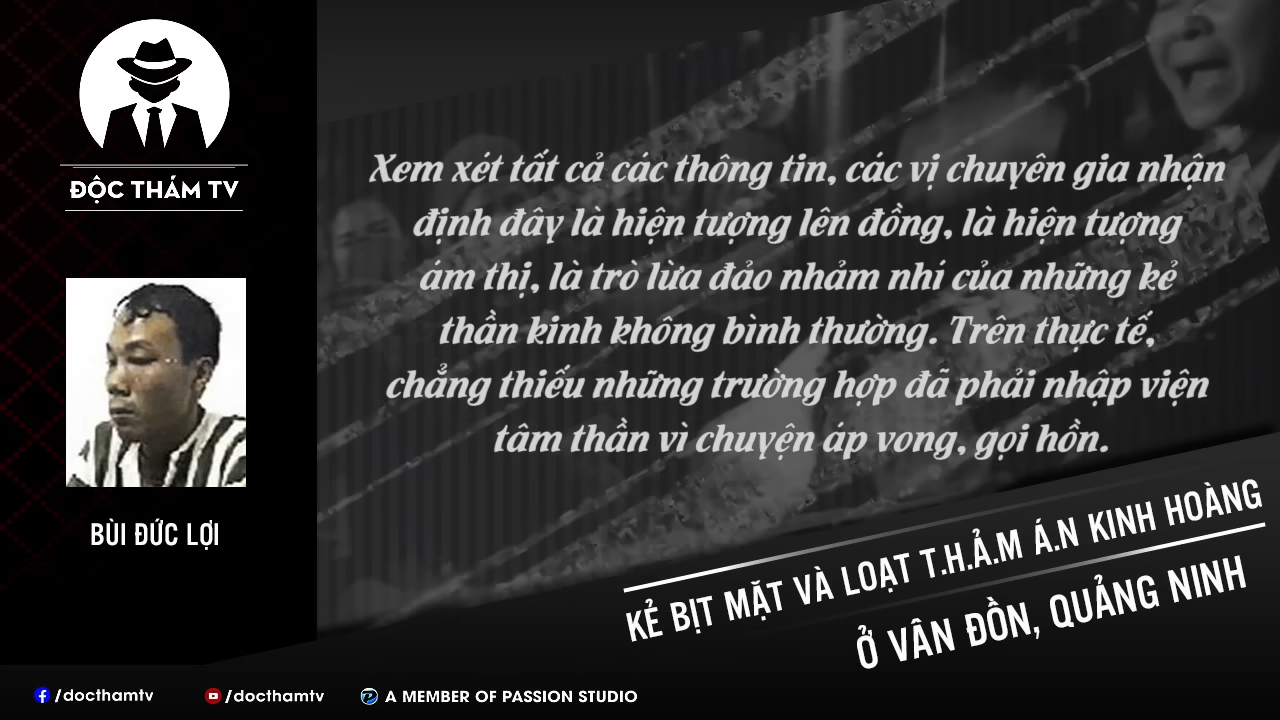 ĐỘC THÁM TV
BÙI ĐỨC LỢI
Xem xét tất cả các thông tin, các vị chuyên gia nhận
định đây là hiện tượng lên đồng, là hiện tượng
ám thị, là trò lừa đảo nhảm nhí của những kẻ
thần kinh không bình thường. Trên thực tế,
chẳng thiếu những trường hợp đã phải nhập viện
tâm thần vì chuyện áp vong, gọi hồn.
KẺ BỊT MẶT VÀ LOẠT T.H.Ả.M Á.N KINH HOÀNG
Ở VÂN ĐỒN, QUẢNG NINH
/docthamtv
/docthamtv
A MEMBER OF PASSION STUDIO